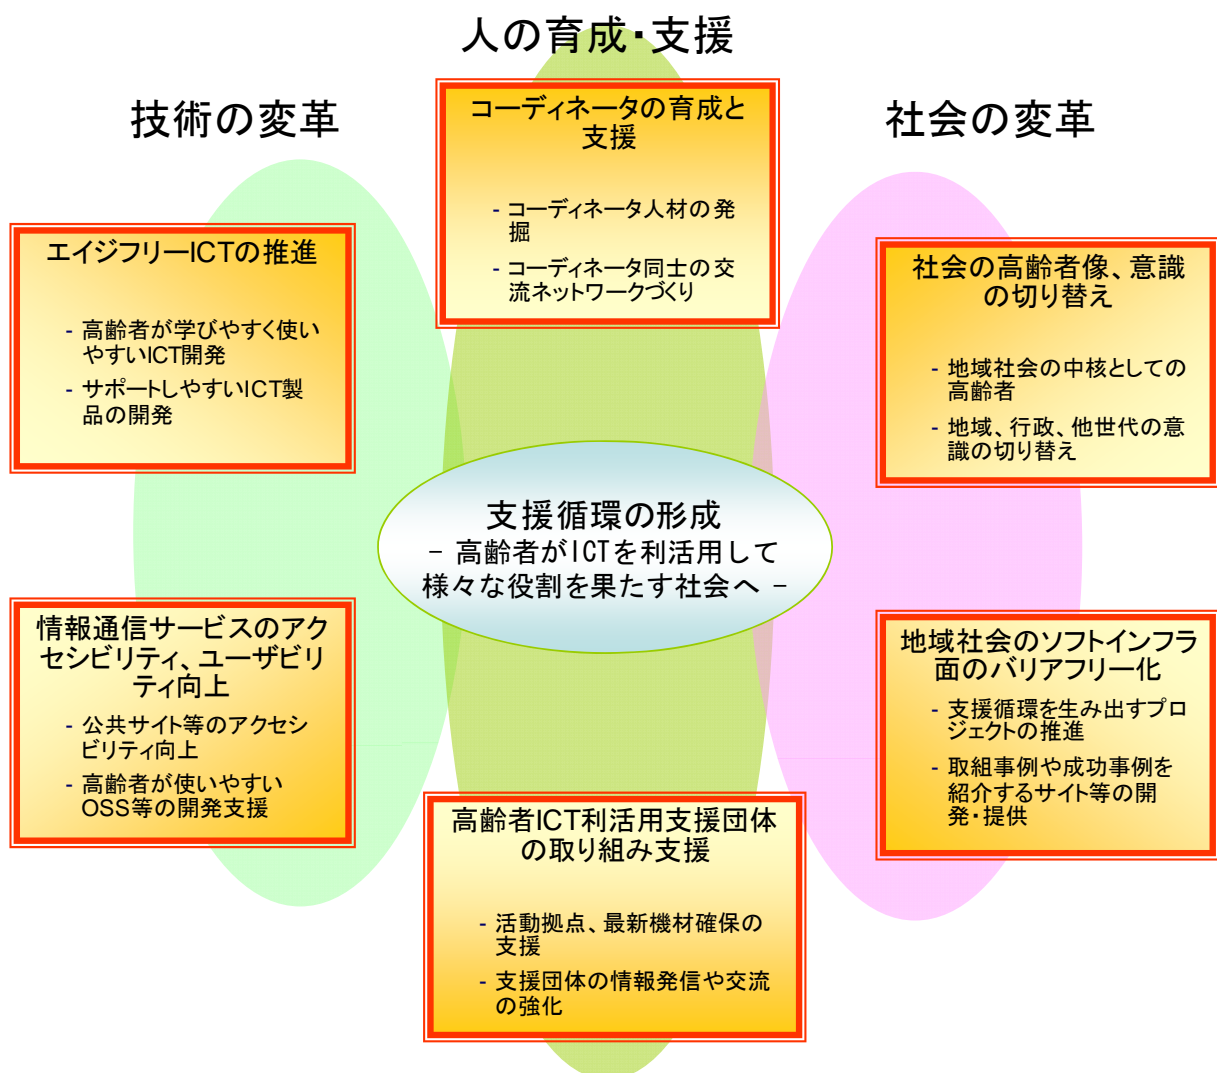 人の育成・支援
技術の変革
社会の変革
コーディネータの育成と
支援
- コーディネータ人材の発
掘
- コーディネータ同士の交
流ネットワークづくり
エイジフリーICTの推進
- 高齢者が学びやすく使い
やすいICT開発
- サポートしやすいICT製
品の開発
社会の高齢者像、意識
の切り替え
- 地域社会の中核としての
高齢者
- 地域、行政、他世代の意
識の切り替え
支援循環の形成
- 高齢者がICTを利活用して
様々な役割を果たす社会へ -
情報通信サービスのアク
セシビリティ、ユーザビリ
ティ向上
- 公共サイト等のアクセシ
ビリティ向上
- 高齢者が使いやすい
OSS等の開発支援
地域社会のソフトインフラ
面のバリアフリー化
- 支援循環を生み出すプロ
ジェクトの推進
- 取組事例や成功事例を
紹介するサイト等の開
発・提供
高齢者ICT利活用支援団体
の取り組み支援
- 活動拠点、最新機材確保の
支援
- 支援団体の情報発信や交流
の強化